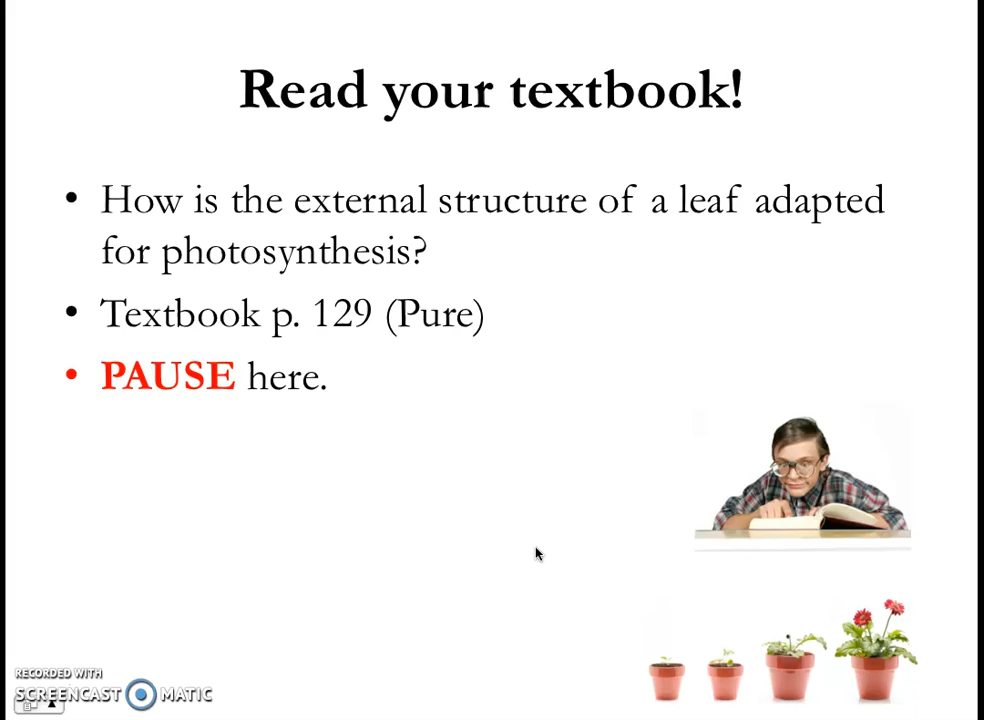 Read your textbook!
• How is the external structure of a leaf adapted
for photosynthesis?
• Textbook p. 129 (Pure)
• PAUSE here.
RECORDED WITH
SCREENCAST MATIC